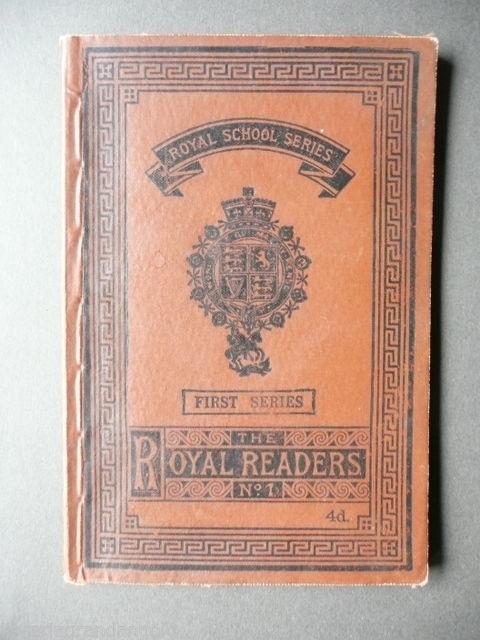 ROYAL SCHOOL SERIES
FIRST SERIES
THE
ROYAL READERS
No. 1.
4d.